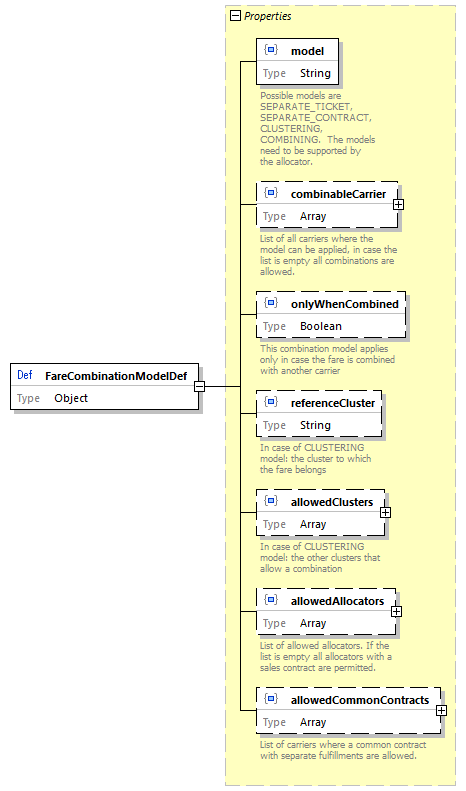 Properties
model
Type String
Possible models are
SEPARATE_TICKET,
SEPARATE_CONTRACT,
CLUSTERING,
COMBINING. The models
need to be supported by
the allocator.
combinableCarrier
Type Array
List of all carriers where the
model can be applied, in case the
list is empty all combinations are
allowed.
onlyWhenCombined
Type Boolean
This combination model applies
only in case the fare is combined
with another carrier
Def FareCombinationModelDef
Type Object
referenceCluster
Type String
In case of CLUSTERING
model: the cluster to which
the fare belongs
allowedClusters
Type Array
In case of CLUSTERING
model: the other clusters that
allow a combination
allowedAllocators
Type Array
List of allowed allocators. If the
list is empty all allocators with a
sales contract are permitted.
allowedCommonContracts
Type Array
List of carriers where a common contract
with separate fulfillments are allowed.